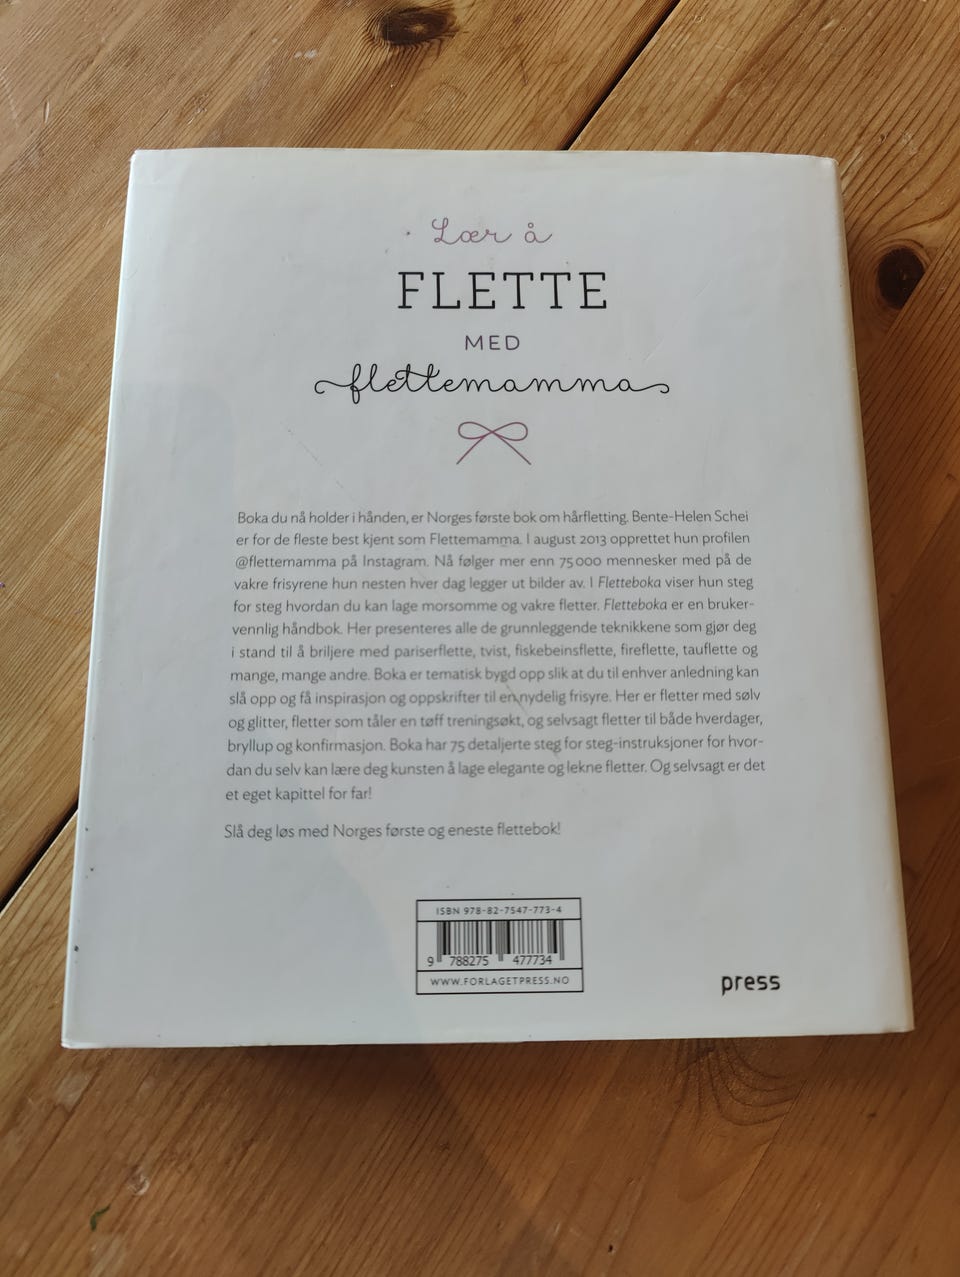 Lær å
FLETTE
MED
flettemamma
Boka du nå holder i hånden, er Norges første bok om hårfletting. Bente-Helen Schei
er for de fleste best kjent som Flettemamma. I august 2013 opprettet hun profilen
@flettemamma på Instagram. Nå følger mer enn 75 000 mennesker med på de
vakre frisyrene hun nesten hver dag legger ut bilder av. I Fletteboka viser hun steg
for steg hvordan du kan lage morsomme og vakre fletter. Fletteboka er en bruker-
vennlig håndbok. Her presenteres alle de grunnleggende teknikkene som gjør deg
i stand til å briljere med pariserflette, tvist, fiskebeinsflette, fireflette, tauflette og
mange, mange andre. Boka er tematisk bygd opp slik at du til enhver anledning kan
slå opp og få inspirasjon og oppskrifter til en nydelig frisyre. Her er fletter med sølv
og glitter, fletter som tåler en tøff treningsøkt, og selvsagt fletter til både hverdager,
bryllup og konfirmasjon. Boka har 75 detaljerte steg for steg-instruksjoner for hvor-
dan du selv kan lære deg kunsten å lage elegante og lekne fletter. Og selvsagt er det
et eget kapittel for far!
Slå deg løs med Norges første og eneste flettebok!
ISBN 978-82-7547-773-4
9 788275 477734
WWW.FORLAGETPRESS.NO
press